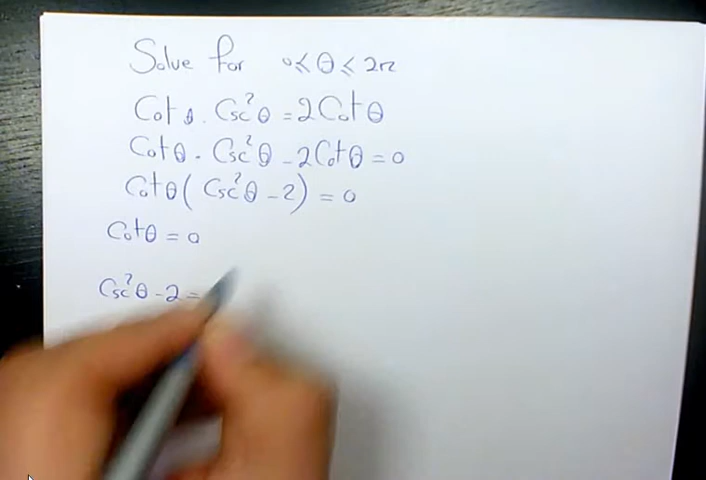 Solve for 0 ≤ θ ≤ 2π
Cot θ . Csc²θ = 2Cot θ
Cot θ . Csc²θ - 2Cot θ = 0
Cot θ ( Csc²θ - 2 ) = 0
Cot θ = 0
Csc²θ - 2 =